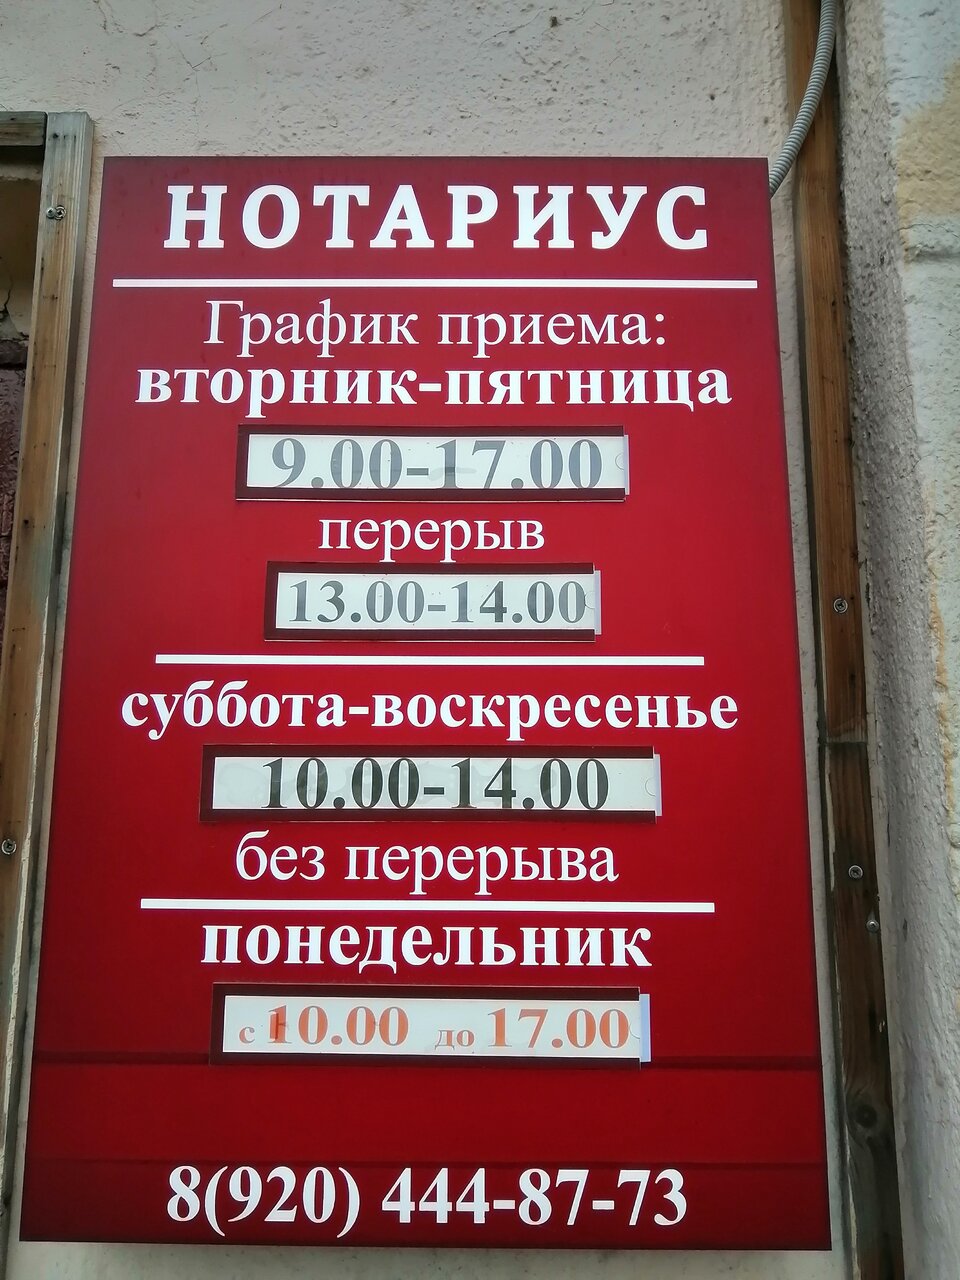 НОТАРИУС
График приема:
вторник-пятница
9.00-17.00
перерыв
13.00-14.00
суббота-воскресенье
10.00-14.00
без перерыва
понедельник
с 10.00 до 17.00
8(920) 444-87-73